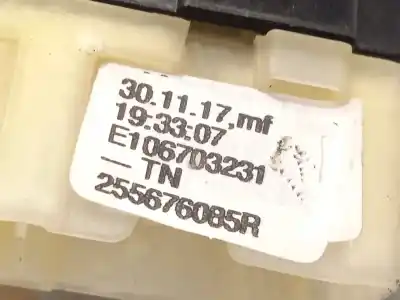 30.11.17,mf
19:33:07
E106703231
— TN
255676085R